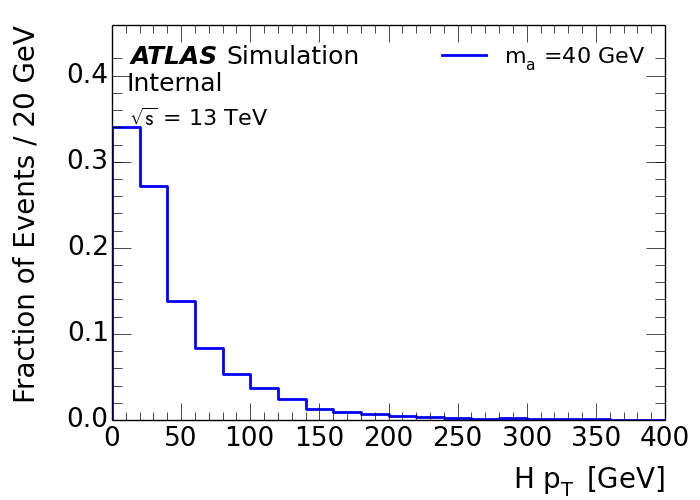 ATLAS Simulation
Internal
√s = 13 TeV
m_a =40 GeV
Fraction of Events / 20 GeV
0.4
0.3
0.2
0.1
0.0
0 50 100 150 200 250 300 350 400
H p_T [GeV]